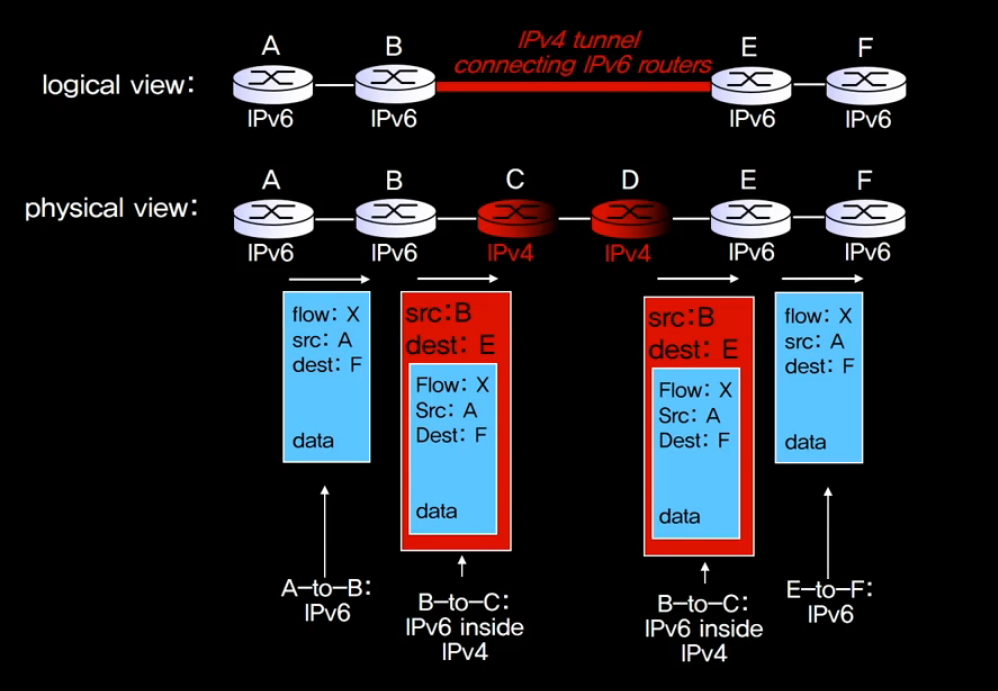 IPv4 tunnel
connecting IPv6 routers
A
B
E
F
logical view:
IPv6
IPv6
IPv6
IPv6
A
B
C
D
E
F
physical view:
IPv6
IPv6
IPv4
IPv4
IPv6
IPv6
flow: X
src: A
dest: F
data
src:B
dest: E
Flow: X
Src: A
Dest: F
data
src:B
dest: E
Flow: X
Src: A
Dest: F
data
flow: X
src: A
dest: F
data
A-to-B:
IPv6
B-to-C:
IPv6 inside
IPv4
B-to-C:
IPv6 inside
IPv4
E-to-F:
IPv6